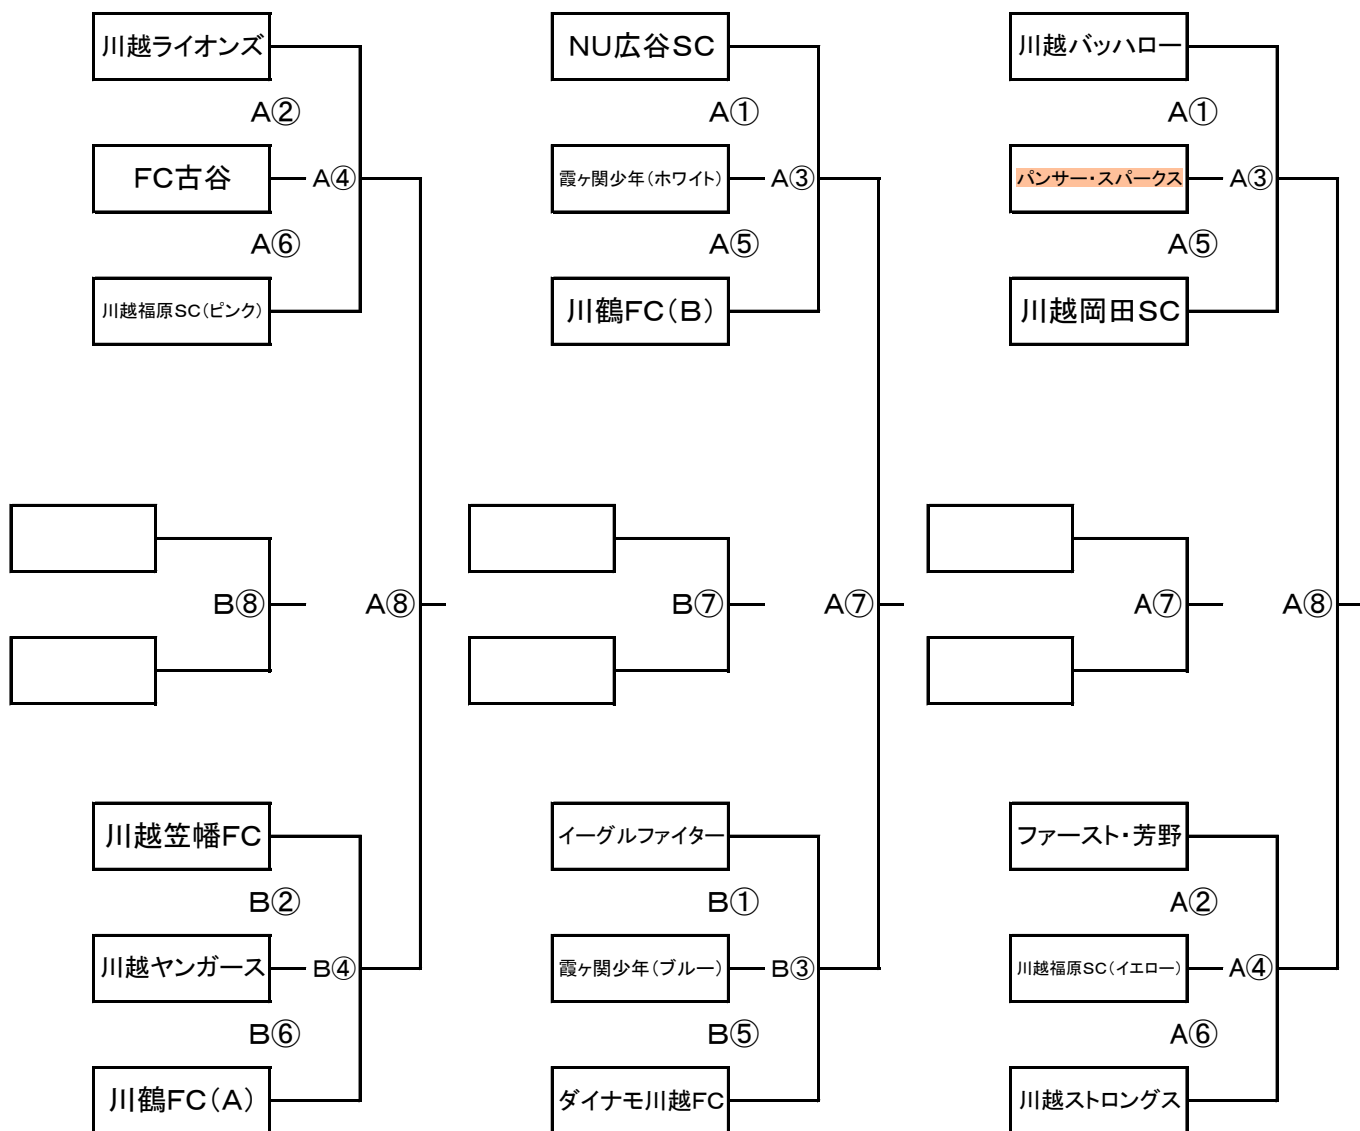 川越ライオンズ
NU広谷SC
川越バッハロー
A②
A①
A①
FC古谷
A④
霞ヶ関少年(ホワイト)
A③
パンサー・スパークス
A③
A⑥
A⑤
A⑤
川越福原SC(ピンク)
川鶴FC(B)
川越岡田SC
B⑧
A⑧
B⑦
A⑦
A⑦
A⑧
川越笠幡FC
イーグルファイター
ファースト・芳野
B②
B①
A②
川越ヤンガース
B④
霞ヶ関少年(ブルー)
B③
川越福原SC(イエロー)
A④
B⑥
B⑤
A⑥
川鶴FC(A)
ダイナモ川越FC
川越ストロングス